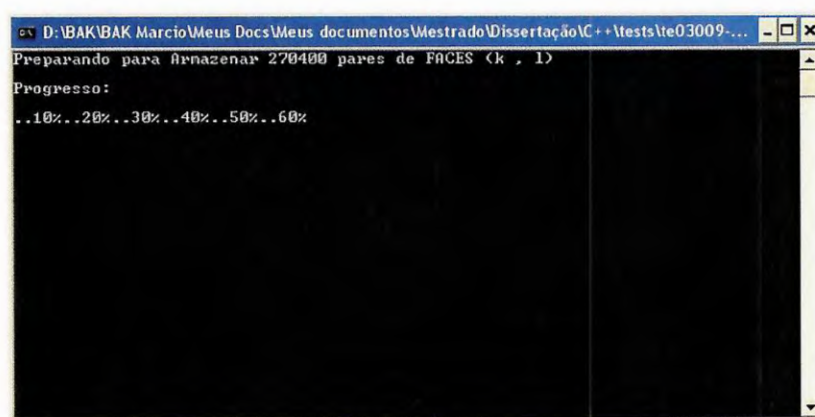 D:\BAK\BAK Marcio\Meus Docs\Meus documentos\Mestrado\Dissertação\C++\tests\te03009-...
Preparando para Armazenar 270400 pares de FACES (k , l)
Progresso:
..10%..20%..30%..40%..50%..60%